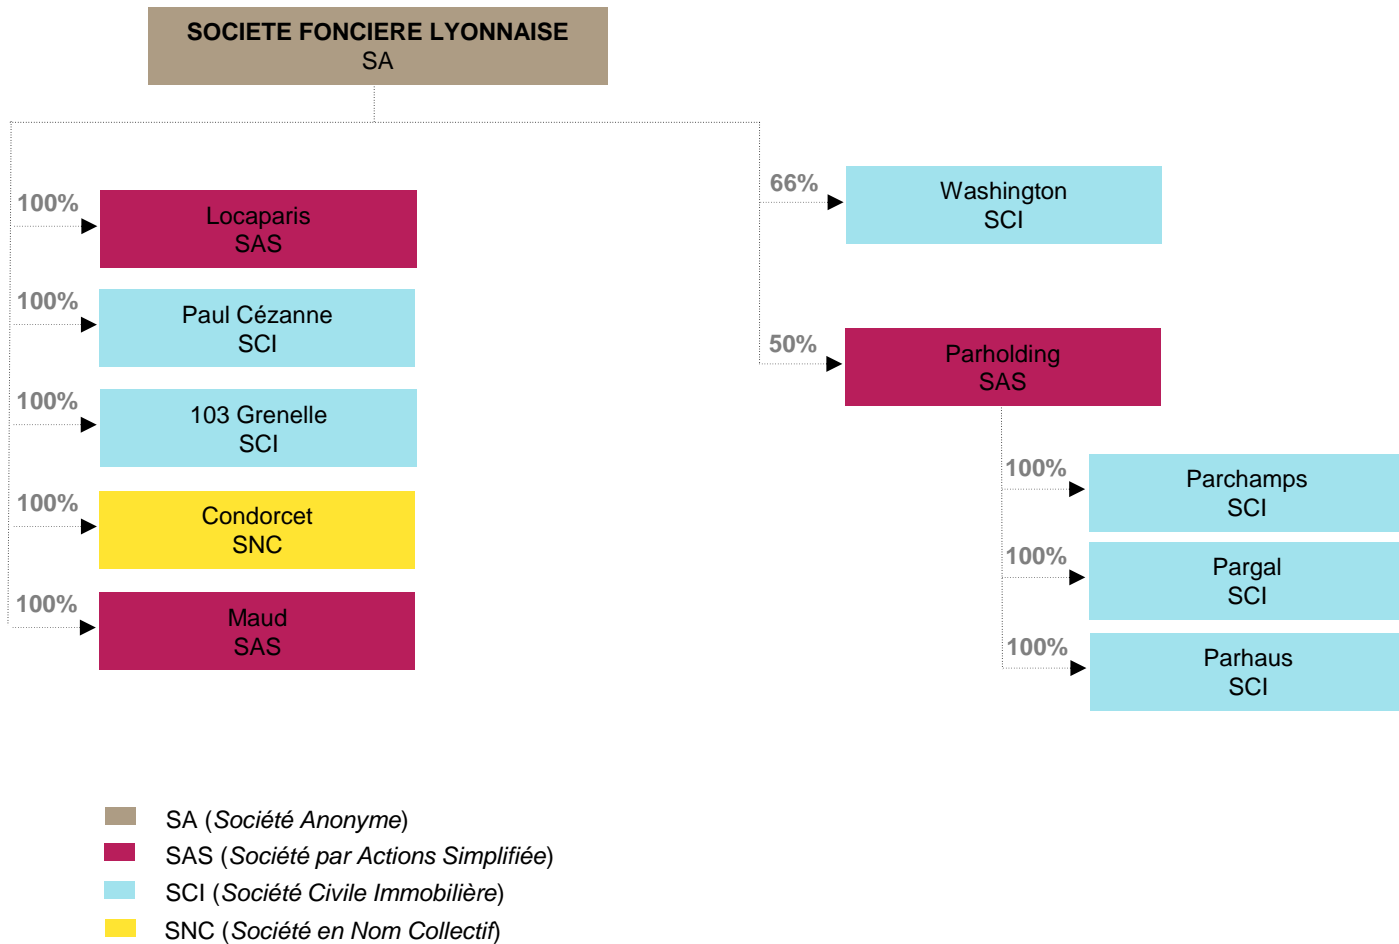 SOCIETE FONCIERE LYONNAISE
SA
100%
Locaparis
SAS
100%
Paul Cézanne
SCI
100%
103 Grenelle
SCI
100%
Condorcet
SNC
100%
Maud
SAS
66%
Washington
SCI
50%
Parholding
SAS
100%
Parchamps
SCI
100%
Pargal
SCI
100%
Parhaus
SCI
SA (Société Anonyme)
SAS (Société par Actions Simplifiée)
SCI (Société Civile Immobilière)
SNC (Société en Nom Collectif)